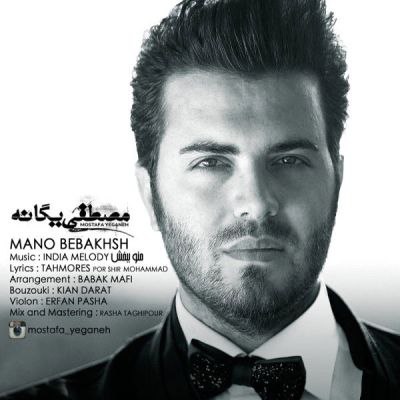 مصطفی یگانه
MOSTAFA YEGANEH
MANO BEBAKHSH
Music : INDIA MELODY منو ببخش
Lyrics : TAHMORES POR SHIR MOHAMMAD
Arrangement : BABAK MAFI
Bouzouki : KIAN DARAT
Violon : ERFAN PASHA
Mix and Mastering : RASHA TAGHIPOUR
mostafa_yeganeh